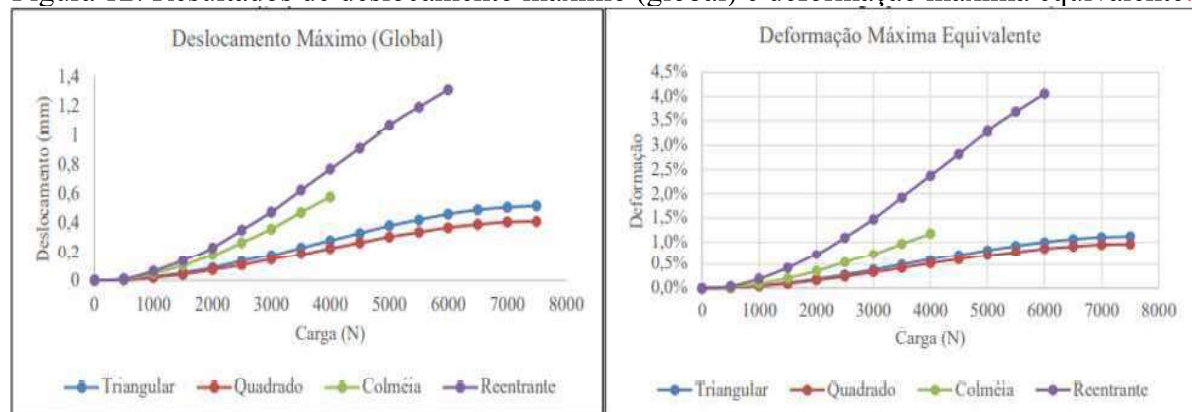 Deslocamento Máximo (Global)
Deslocamento (mm)
1,4
1,2
1
0,8
0,6
0,4
0,2
0
0 1000 2000 3000 4000 5000 6000 7000 8000
Carga (N)
Triangular Quadrado Colméia Reentrante
Deformação Máxima Equivalente
Deformação
4,5%
4,0%
3,5%
3,0%
2,5%
2,0%
1,5%
1,0%
0,5%
0,0%
0 1000 2000 3000 4000 5000 6000 7000 8000
Carga (N)
Triangular Quadrado Colméia Reentrante